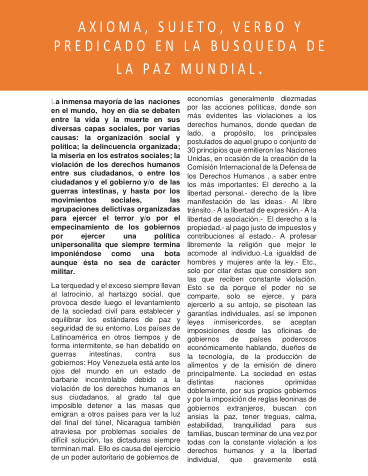 AXIOMA, SUJETO, VERBO Y
PREDICADO EN LA BUSQUEDA DE
LA PAZ MUNDIAL.
La inmensa mayoría de las naciones
en el mundo, hoy en día se debaten
entre la vida y la muerte en sus
diversas capas sociales, por varias
causas: la organización social y
política; la delincuencia organizada;
la miseria en los estratos sociales; la
violación de los derechos humanos
entre sus ciudadanos, o entre los
ciudadanos y el gobierno y/o de las
guerras intestinas, y hasta por los
movimientos sociales, las
agrupaciones delictivas organizadas
para ejercer el terror y/o por el
empecinamiento de los gobiernos
por ejercer una política
unipersonalita que siempre termina
imponiéndose como una bota
aunque ésta no sea de carácter
militar.
La terquedad y el exceso siempre llevan
al latrocinio, al hartazgo social, que
provoca desde luego el levantamiento
de la sociedad civil para establecer y
equilibrar los estándares de paz y
seguridad de su entorno. Los países de
Latinoamérica en otros tiempos y de
forma intermitente, se han debatido en
guerras intestinas, contra sus
gobiernos: Hoy Venezuela está ante los
ojos del mundo en un estado de
barbarie incontrolable debido a la
violación de los derechos humanos en
sus ciudadanos, al grado tal que
imposible detener a las masas que
emigran a otros países para ver la luz
del final del túnel, Nicaragua también
atraviesa por problemas sociales de
difícil solución, las dictaduras siempre
terminan mal. Ello es causa del ejercicio
de un poder autoritario de gobiernos de
economías generalmente diezmadas
por las acciones políticas, donde son
más evidentes las violaciones a los
derechos humanos, donde quedan de
lado, a propósito, los principales
postulados de aquel grupo o conjunto de
30 principios que emitieron las Naciones
Unidas, en ocasión de la creación de la
Comisión Internacional de la Defensa de
los Derechos Humanos , a saber entre
los más importantes: El derecho a la
libertad personal.- derecho de la libre
manifestación de las ideas.- Al libre
tránsito.- A la libertad de expresión.- A la
libertad de asociación.- El derecho a la
propiedad.- al pago justo de impuestos y
contribuciones al estado.- A profesar
libremente la religión que mejor le
acomode al individuo.-La igualdad de
hombres y mujeres ante la ley.- Etc.,
solo por citar éstas que considero son
las que reciben constante violación.
Esto se da porque el poder no se
comparte, solo se ejerce, y para
ejercerlo a su antojo, se pisotean las
garantías individuales, así se imponen
leyes inmisericordes, se aceptan
imposiciones desde las oficinas de
gobiernos de países poderosos
económicamente hablando, dueños de
la tecnología, de la producción de
alimentos y de la emisión de dinero
principalmente. La sociedad en estas
distintas naciones oprimidas
doblemente, por sus propios gobiernos
y por la imposición de reglas leoninas de
gobiernos extranjeros, buscan con
ansias la paz, tener treguas, calma,
estabilidad, tranquilidad para sus
familias, buscan terminar de una vez por
todas con la constante violación a los
derechos humanos y a la libertad
individual, que gravemente está